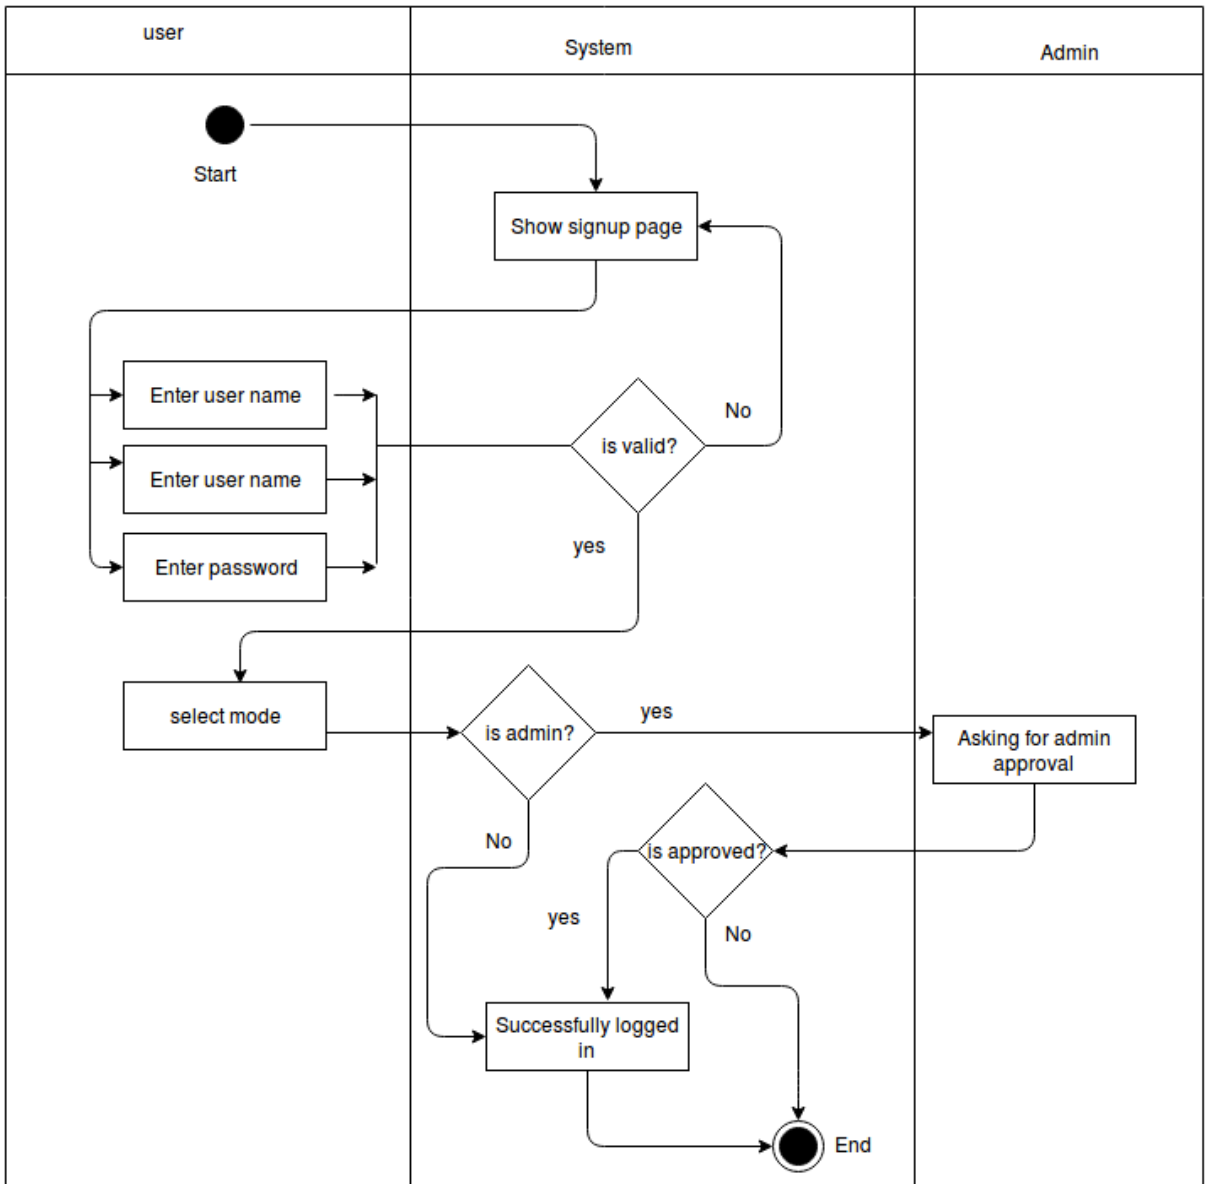 user
System
Admin
Start
Show signup page
Enter user name
No
is valid?
Enter user name
yes
Enter password
select mode
is admin?
yes
Asking for admin
approval
No
is approved?
yes
No
Successfully logged
in
End